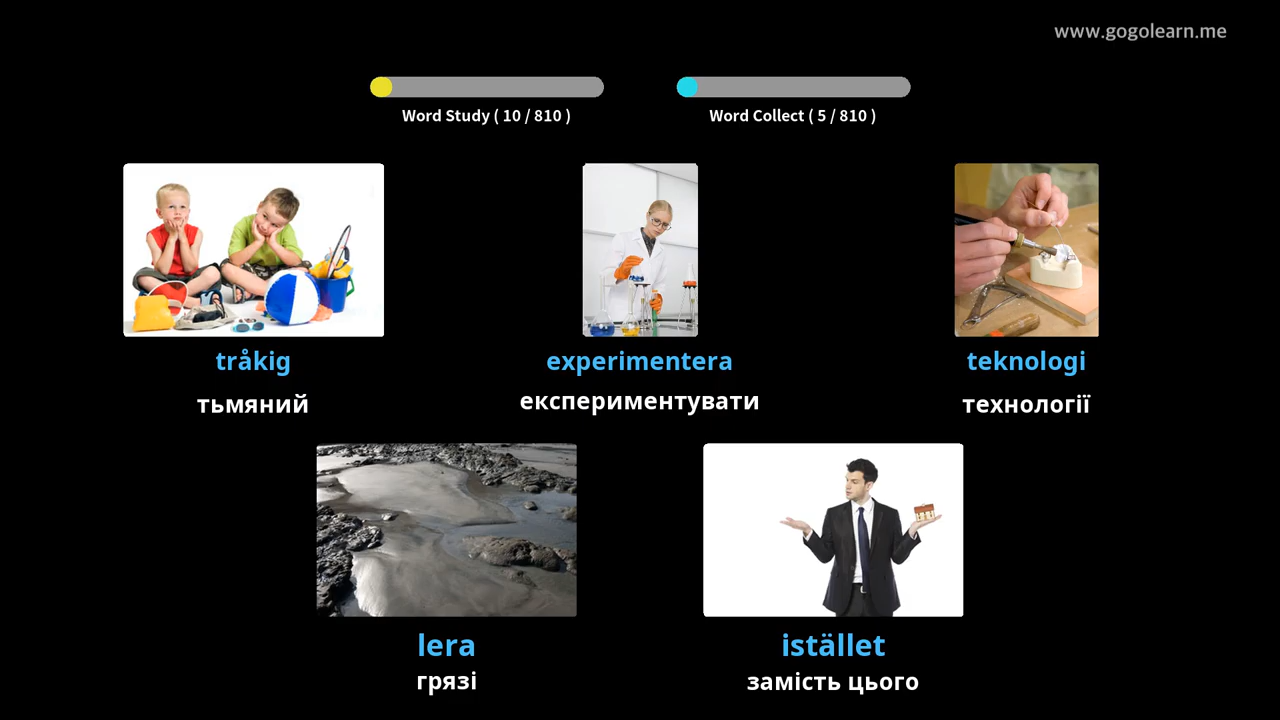 www.gogolearn.me
Word Study ( 10 / 810 )
Word Collect ( 5 / 810 )
tråkig
experimentera
teknologi
тьмяний
експериментувати
технології
lera
istället
грязі
замість цього